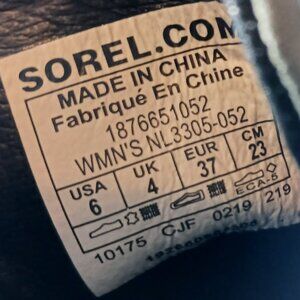 SOREL.COM
MADE IN CHINA
Fabriqué En Chine
1876651052
WMN'S NL3305-052
USA UK EUR CM
6 4 37 23
ECA-5
10175 CJF 0219 219